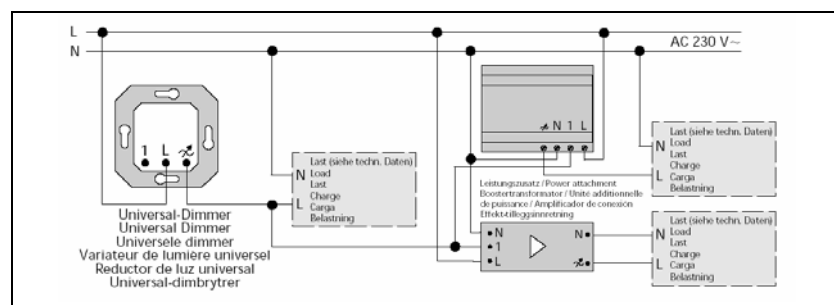 L
N
AC 230 V~
1 L
N 1 L
Last (siehe techn. Daten)
N Load
Last
Charge
L Carga
Belastning
Last (siehe techn. Daten)
N Load
Last
Charge
L Carga
Belastning
Leistungszusatz / Power attachment
Boostertransformator / Unité additionnelle
de puissance / Amplificador de conexión
Effekt-tilleggsinnretning
Universal-Dimmer
Universal Dimmer
Universele dimmer
Variateur de lumière universel
Reductor de luz universal
Universal-dimbrytrer
N
1
L
N
Last (siehe techn. Daten)
N Load
Last
Charge
L Carga
Belastning